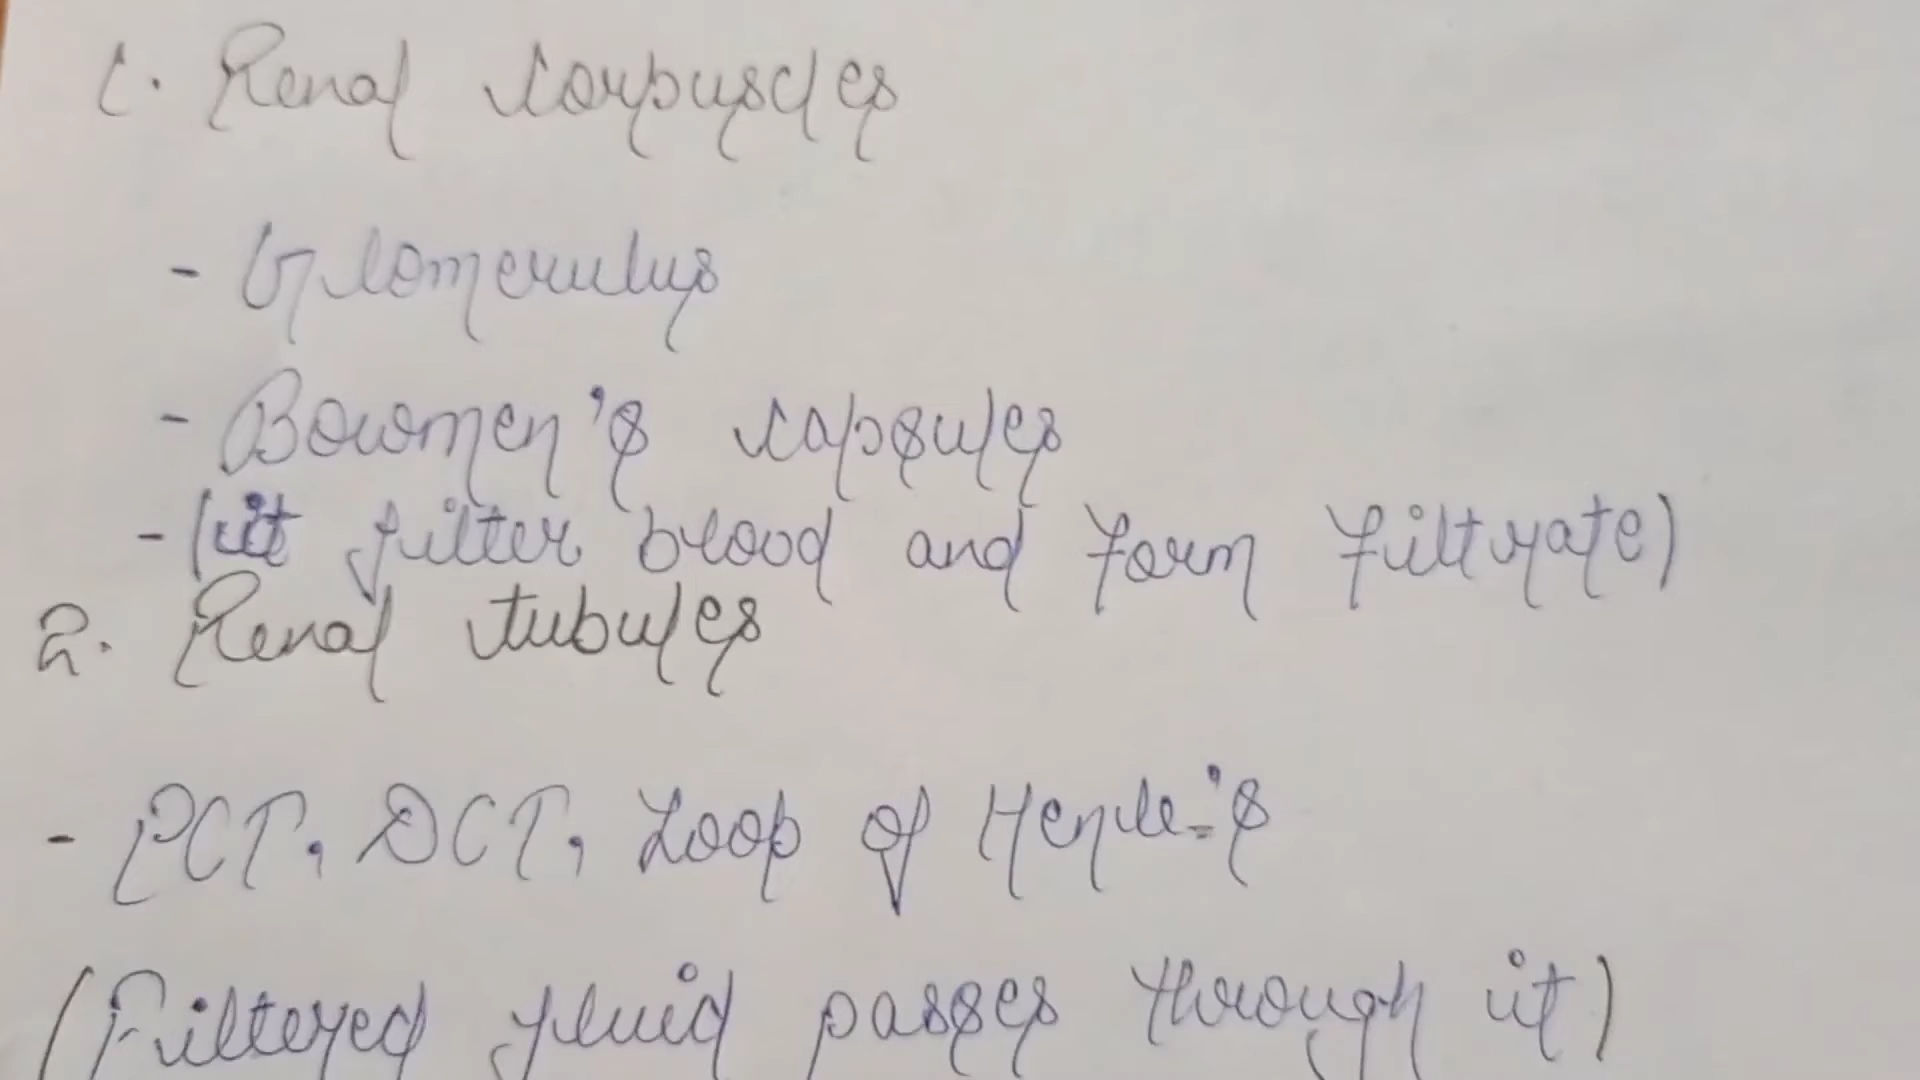 1. Renal corpuscles
- Glomerulus
- Bowmen's capsules
- (it filter blood and form filtrate)
2. Renal tubules
- PCT, DCT, Loop of Henle's
(Filtered fluid passes through it)